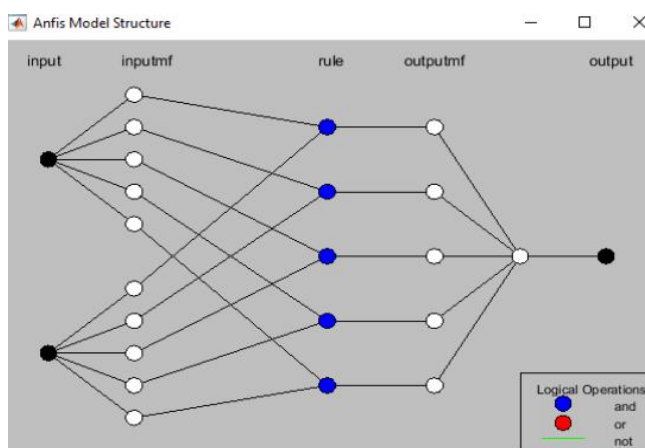 Anfis Model Structure
input inputmf rule outputmf output
Logical Operations
and
or
not